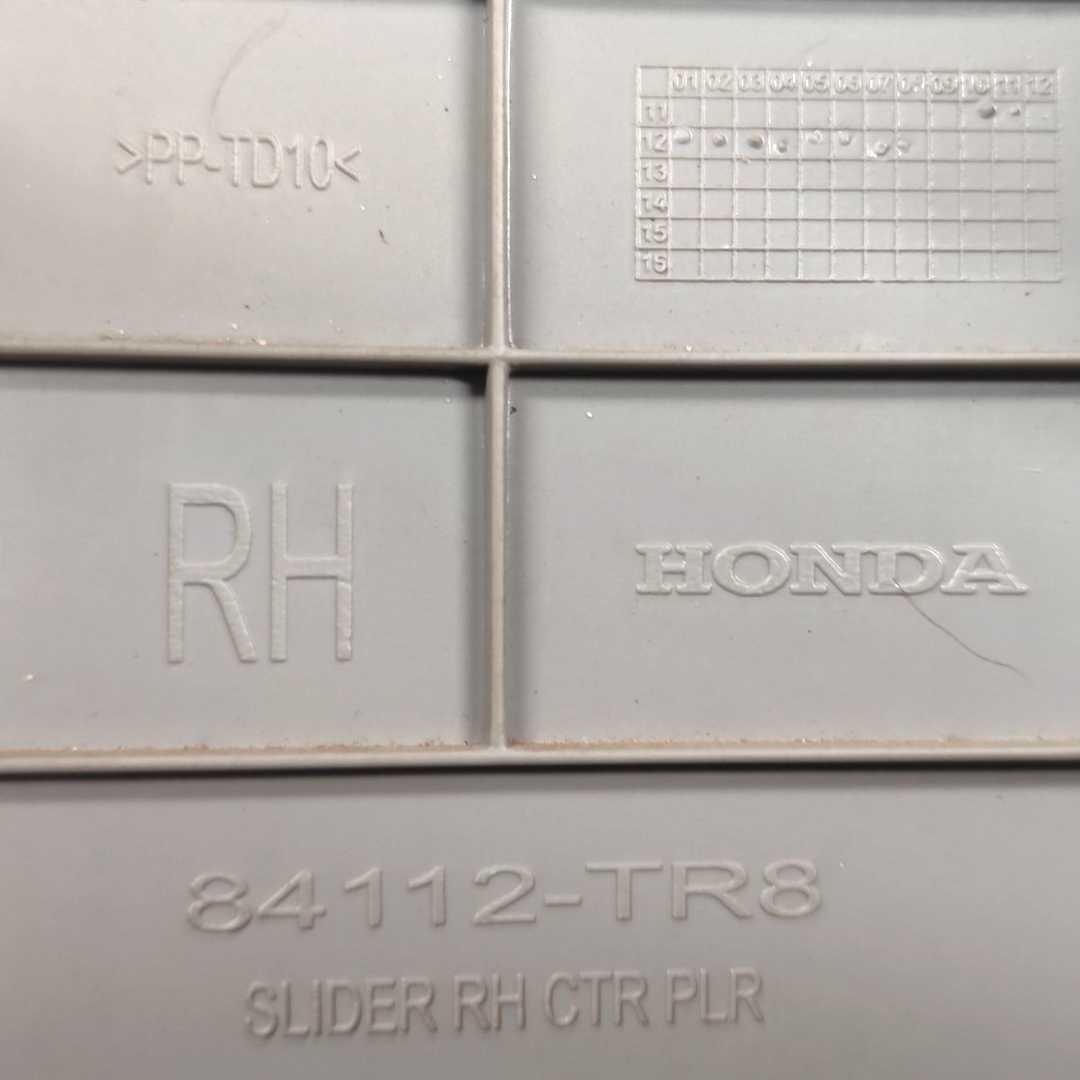 >PP-TD10<
01 02 03 04 05 06 07 08 09 10 11 12
11
12
13
14
15
16
RH
HONDA
84112-TR8
SLIDER RH CTR PLR